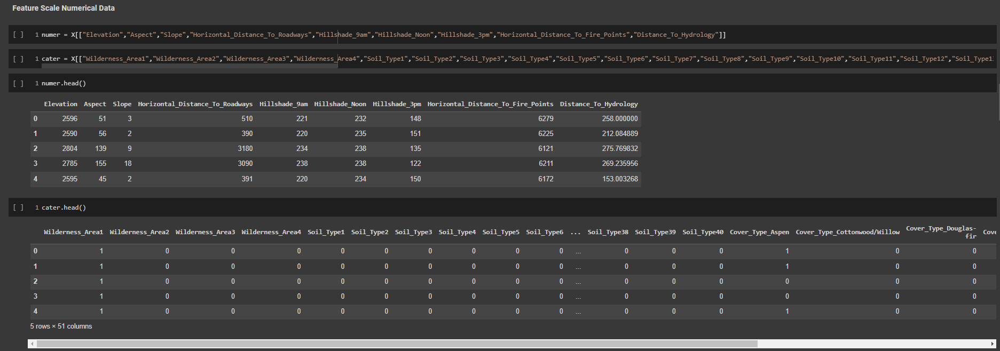 Feature Scale Numerical Data
[ ] 1 numer = X[["Elevation","Aspect","Slope","Horizontal_Distance_To_Roadways","Hillshade_9am","Hillshade_Noon","Hillshade_3pm","Horizontal_Distance_To_Fire_Points","Distance_To_Hydrology"]]
[ ] 1 cater = X[["Wilderness_Area1","Wilderness_Area2","Wilderness_Area3","Wilderness_Area4","Soil_Type1","Soil_Type2","Soil_Type3","Soil_Type4","Soil_Type5","Soil_Type6","Soil_Type7","Soil_Type8","Soil_Type9","Soil_Type10","Soil_Type11","Soil_Type12","Soil_Type1
[ ] 1 numer.head()
Elevation Aspect Slope Horizontal_Distance_To_Roadways Hillshade_9am Hillshade_Noon Hillshade_3pm Horizontal_Distance_To_Fire_Points Distance_To_Hydrology
0 2596 51 3 510 221 232 148 6279 258.000000
1 2590 56 2 390 220 235 151 6225 212.084889
2 2804 139 9 3180 234 238 135 6121 275.769832
3 2785 155 18 3090 238 238 122 6211 269.235956
4 2595 45 2 391 220 234 150 6172 153.003268
[ ] 1 cater.head()
Wilderness_Area1 Wilderness_Area2 Wilderness_Area3 Wilderness_Area4 Soil_Type1 Soil_Type2 Soil_Type3 Soil_Type4 Soil_Type5 Soil_Type6 ... Soil_Type38 Soil_Type39 Soil_Type40 Cover_Type_Aspen Cover_Type_Cottonwood/Willow Cover_Type_Douglas-
fir Cove
0 1 0 0 0 0 0 0 0 0 0 ... 0 0 0 1 0 0
1 1 0 0 0 0 0 0 0 0 0 ... 0 0 0 1 0 0
2 1 0 0 0 0 0 0 0 0 0 ... 0 0 0 0 0 0
3 1 0 0 0 0 0 0 0 0 0 ... 0 0 0 0 0 0
4 1 0 0 0 0 0 0 0 0 0 ... 0 0 0 1 0 0
5 rows × 51 columns